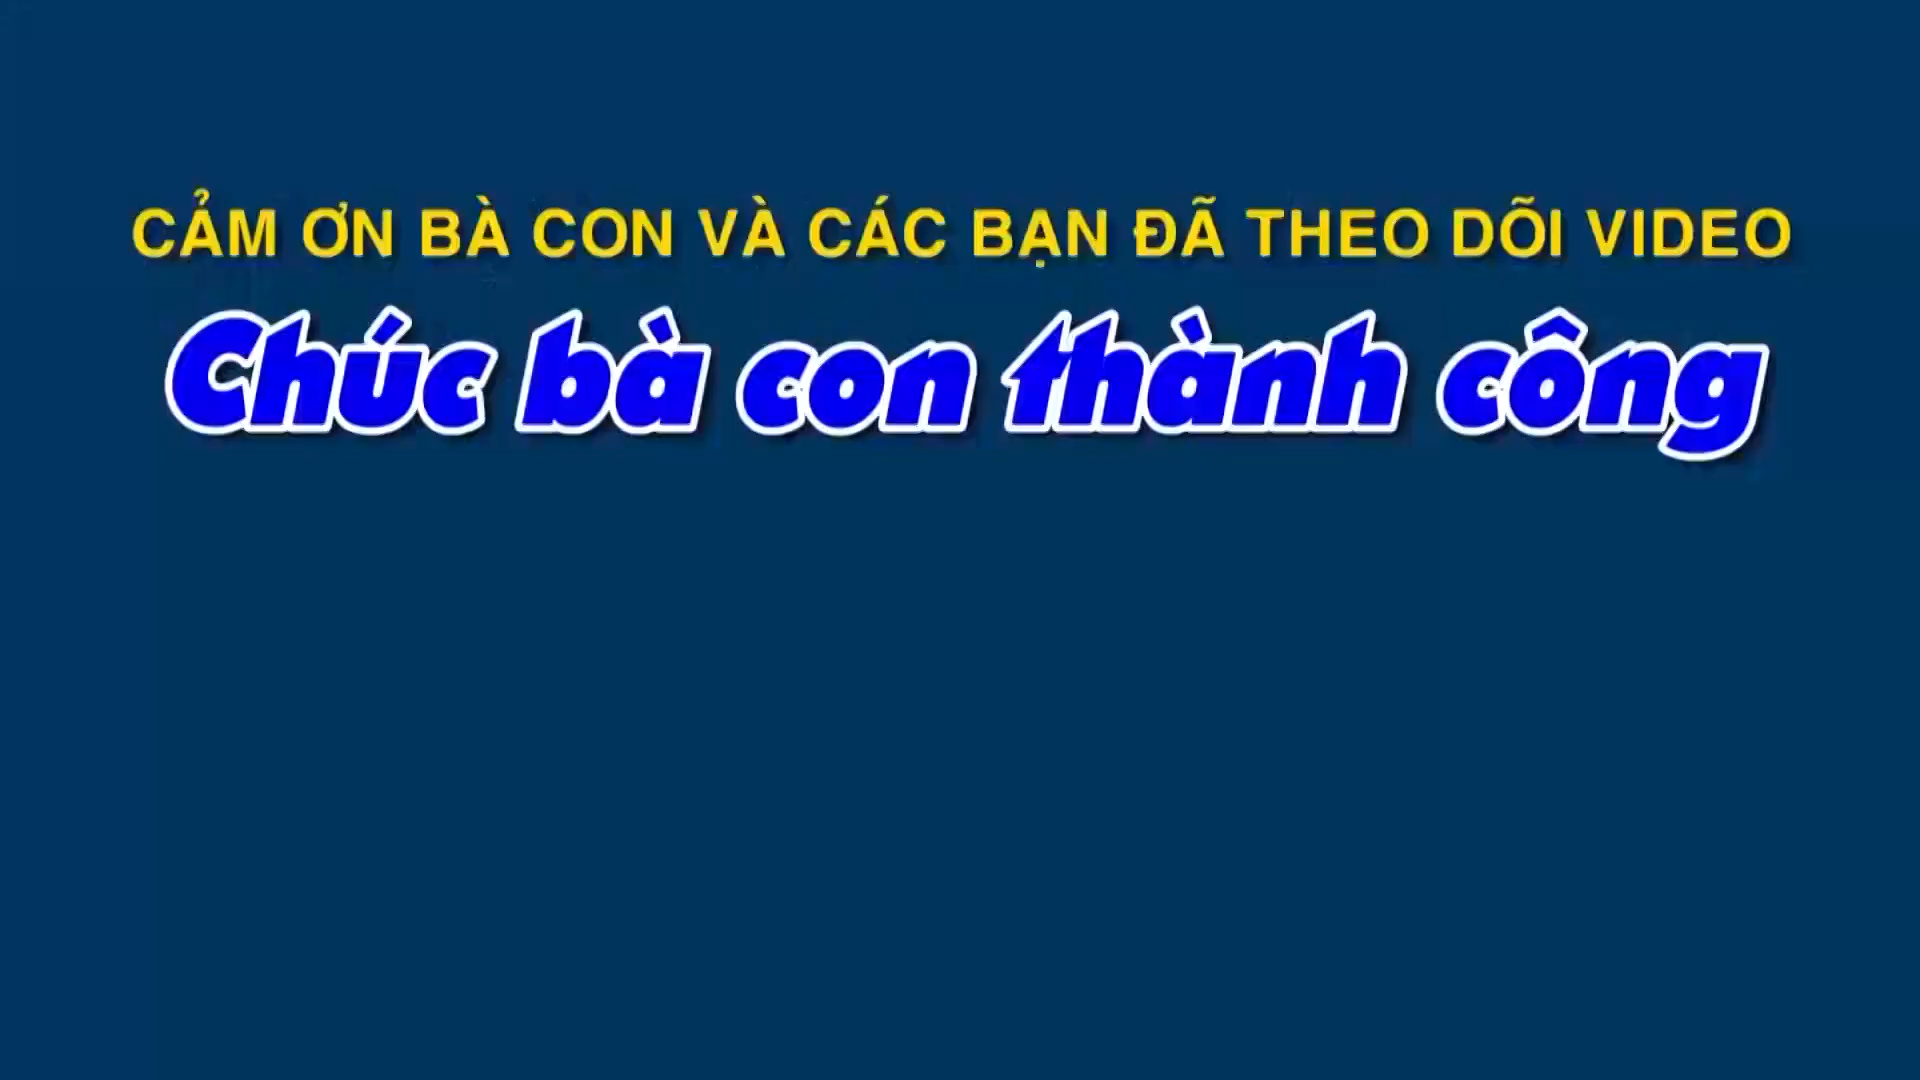 CẢM ƠN BÀ CON VÀ CÁC BẠN ĐÃ THEO DÕI VIDEO
Chúc bà con thành công